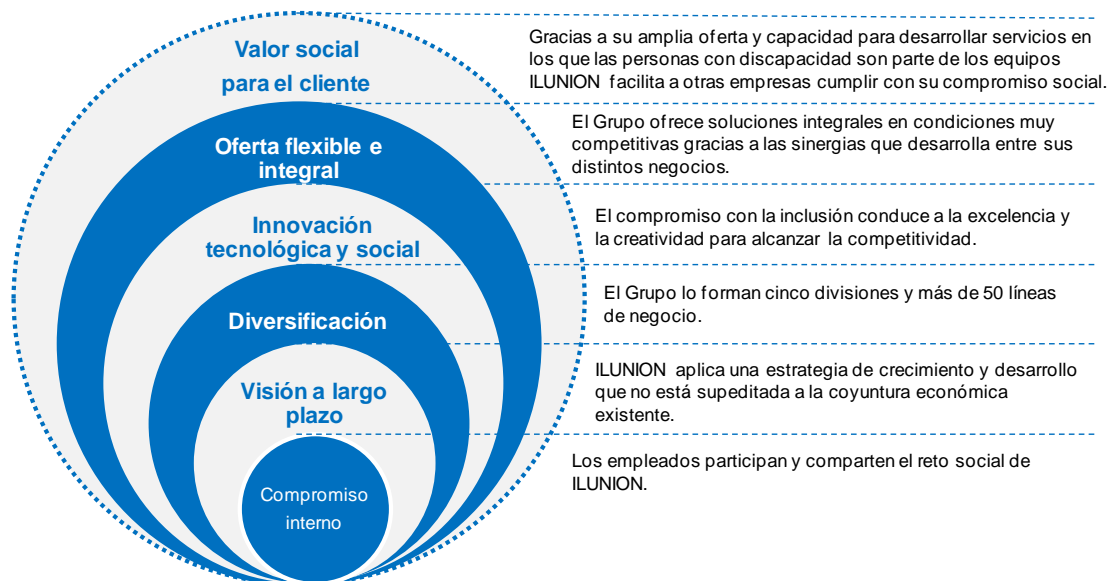 Valor social
para el cliente
Gracias a su amplia oferta y capacidad para desarrollar servicios en
los que las personas con discapacidad son parte de los equipos
ILUNION facilita a otras empresas cumplir con su compromiso social.
Oferta flexible e
integral
El Grupo ofrece soluciones integrales en condiciones muy
competitivas gracias a las sinergias que desarrolla entre sus
distintos negocios.
Innovación
tecnológica y social
El compromiso con la inclusión conduce a la excelencia y
la creatividad para alcanzar la competitividad.
Diversificación
El Grupo lo forman cinco divisiones y más de 50 líneas
de negocio.
Visión a largo
plazo
ILUNION aplica una estrategia de crecimiento y desarrollo
que no está supeditada a la coyuntura económica
existente.
Compromiso
interno
Los empleados participan y comparten el reto social de
ILUNION.